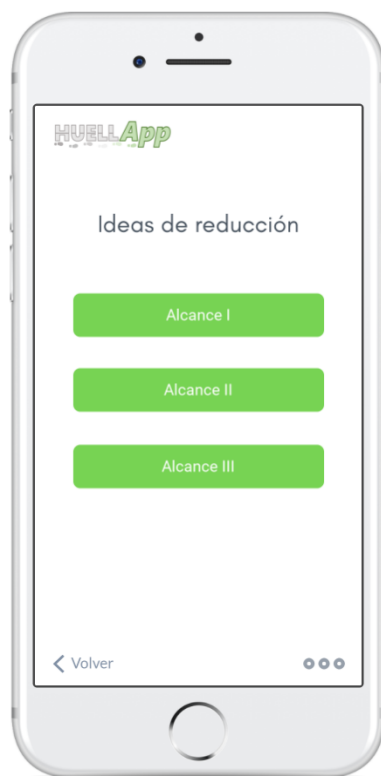 HUELLApp
Ideas de reducción
Alcance I
Alcance II
Alcance III
Volver